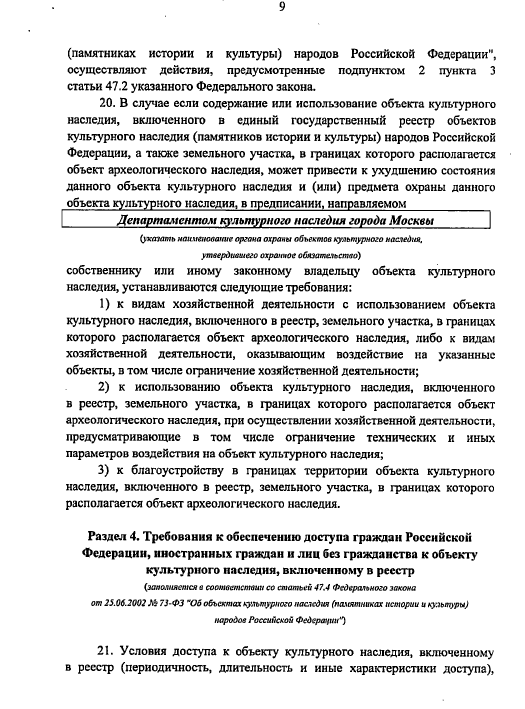 9
(памятниках истории и культуры) народов Российской Федерации",
осуществляют действия, предусмотренные подпунктом 2 пункта 3
статьи 47.2 указанного Федерального закона.
20. В случае если содержание или использование объекта культурного
наследия, включенного в единый государственный реестр объектов
культурного наследия (памятников истории и культуры) народов Российской
Федерации, а также земельного участка, в границах которого располагается
объект археологического наследия, может привести к ухудшению состояния
данного объекта культурного наследия и (или) предмета охраны данного
объекта культурного наследия, в предписании, направляемом
Департаментом культурного наследия города Москвы
(указать наименование органа охраны объектов культурного наследия,
утвердившего охранное обязательство)
собственнику или иному законному владельцу объекта культурного
наследия, устанавливаются следующие требования:
1) к видам хозяйственной деятельности с использованием объекта
культурного наследия, включенного в реестр, земельного участка, в границах
которого располагается объект археологического наследия, либо к видам
хозяйственной деятельности, оказывающим воздействие на указанные
объекты, в том числе ограничение хозяйственной деятельности;
2) к использованию объекта культурного наследия, включенного
в реестр, земельного участка, в границах которого располагается объект
археологического наследия, при осуществлении хозяйственной деятельности,
предусматривающие в том числе ограничение технических и иных
параметров воздействия на объект культурного наследия;
3) к благоустройству в границах территории объекта культурного
наследия, включенного в реестр, земельного участка, в границах которого
располагается объект археологического наследия.
Раздел 4. Требования к обеспечению доступа граждан Российской
Федерации, иностранных граждан и лиц без гражданства к объекту
культурного наследия, включенному в реестр
(заполняется в соответствии со статьей 47.4 Федерального закона
от 25.06.2002 № 73-ФЗ "Об объектах культурного наследия (памятниках истории и культуры)
народов Российской Федерации")
21. Условия доступа к объекту культурного наследия, включенному
в реестр (периодичность, длительность и иные характеристики доступа),